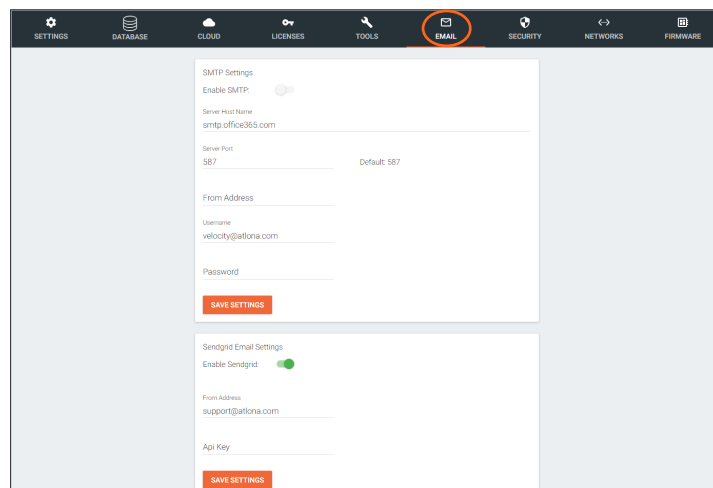 SETTINGS DATABASE CLOUD LICENSES TOOLS EMAIL SECURITY NETWORKS FIRMWARE
SMTP Settings
Enable SMTP:
Server Host Name
smtp.office365.com
Server Port
587 Default: 587
From Address
Username
velocity@atlona.com
Password
SAVE SETTINGS
Sendgrid Email Settings
Enable Sendgrid:
From Address
support@atlona.com
Api Key
SAVE SETTINGS